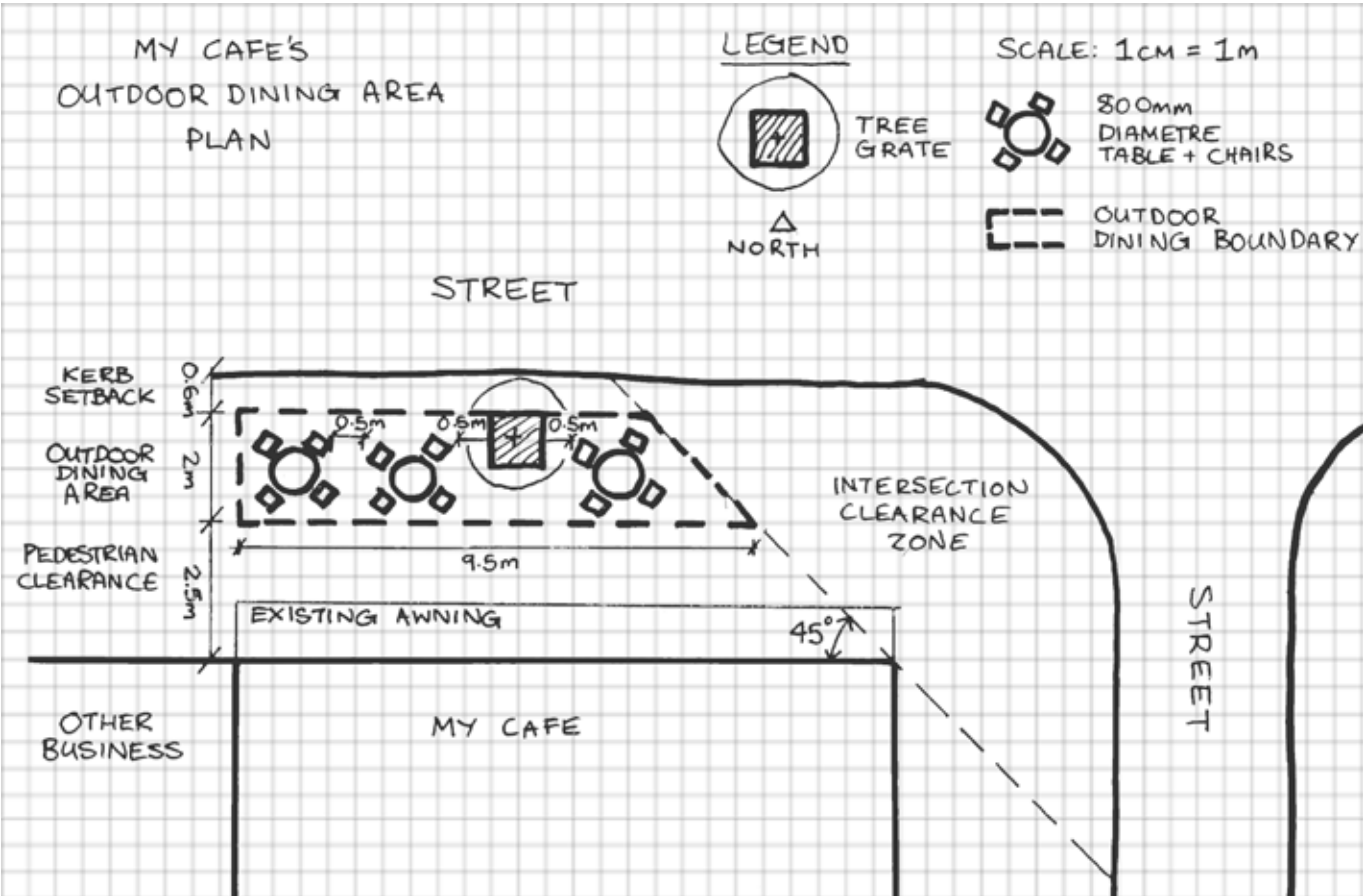 MY CAFE'S
OUTDOOR DINING AREA
PLAN
LEGEND
TREE
GRATE
NORTH
SCALE: 1CM = 1M
800mm
DIAMETRE
TABLE + CHAIRS
OUTDOOR
DINING BOUNDARY
STREET
KERB
SETBACK
0.6m
OUTDOOR
DINING
AREA
2m
PEDESTRIAN
CLEARANCE
2.5m
0.5m
0.5m
0.5m
9.5m
INTERSECTION
CLEARANCE
ZONE
EXISTING AWNING
45°
STREET
OTHER
BUSINESS
MY CAFE